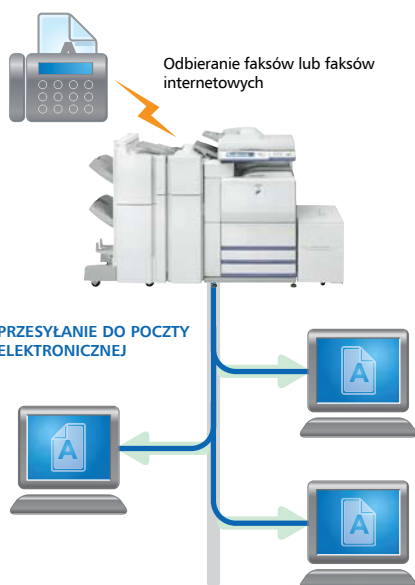 A
Odbieranie faksów lub faksów
internetowych
PRZESYŁANIE DO POCZTY
ELEKTRONICZNEJ
A
A
A